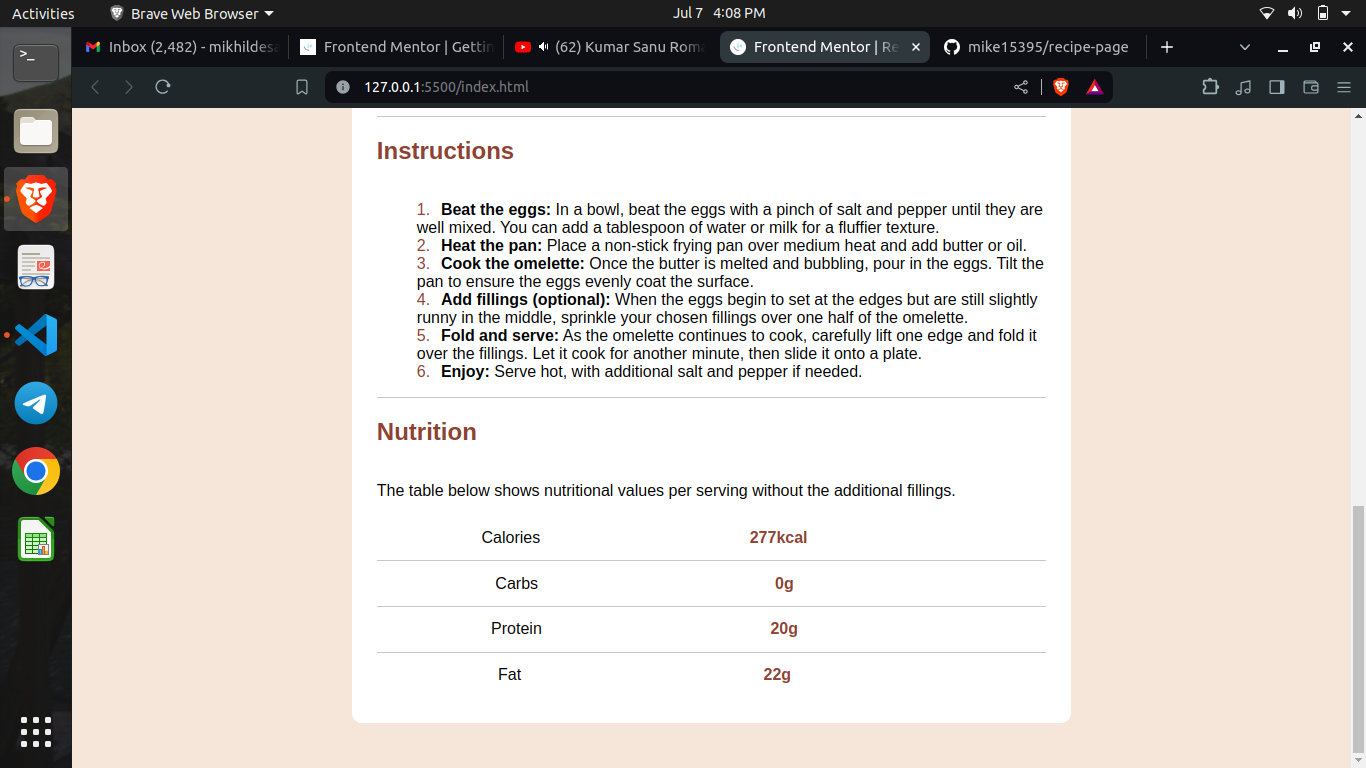 Activities
Brave Web Browser
Jul 7 4:08 PM
Inbox (2,482) - mikhildesa
Frontend Mentor | Gettin
(62) Kumar Sanu Roma
Frontend Mentor | Re
mike15395/recipe-page
127.0.0.1:5500/index.html
Instructions
1. Beat the eggs: In a bowl, beat the eggs with a pinch of salt and pepper until they are
well mixed. You can add a tablespoon of water or milk for a fluffier texture.
2. Heat the pan: Place a non-stick frying pan over medium heat and add butter or oil.
3. Cook the omelette: Once the butter is melted and bubbling, pour in the eggs. Tilt the
pan to ensure the eggs evenly coat the surface.
4. Add fillings (optional): When the eggs begin to set at the edges but are still slightly
runny in the middle, sprinkle your chosen fillings over one half of the omelette.
5. Fold and serve: As the omelette continues to cook, carefully lift one edge and fold it
over the fillings. Let it cook for another minute, then slide it onto a plate.
6. Enjoy: Serve hot, with additional salt and pepper if needed.
Nutrition
The table below shows nutritional values per serving without the additional fillings.
Calories 277kcal
Carbs 0g
Protein 20g
Fat 22g